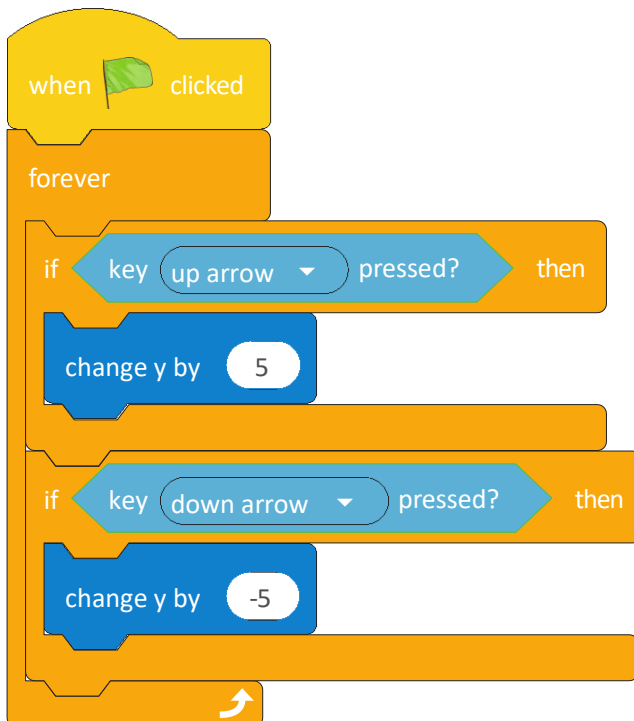 when clicked
forever
if key up arrow pressed? then
change y by 5
if key down arrow pressed? then
change y by -5